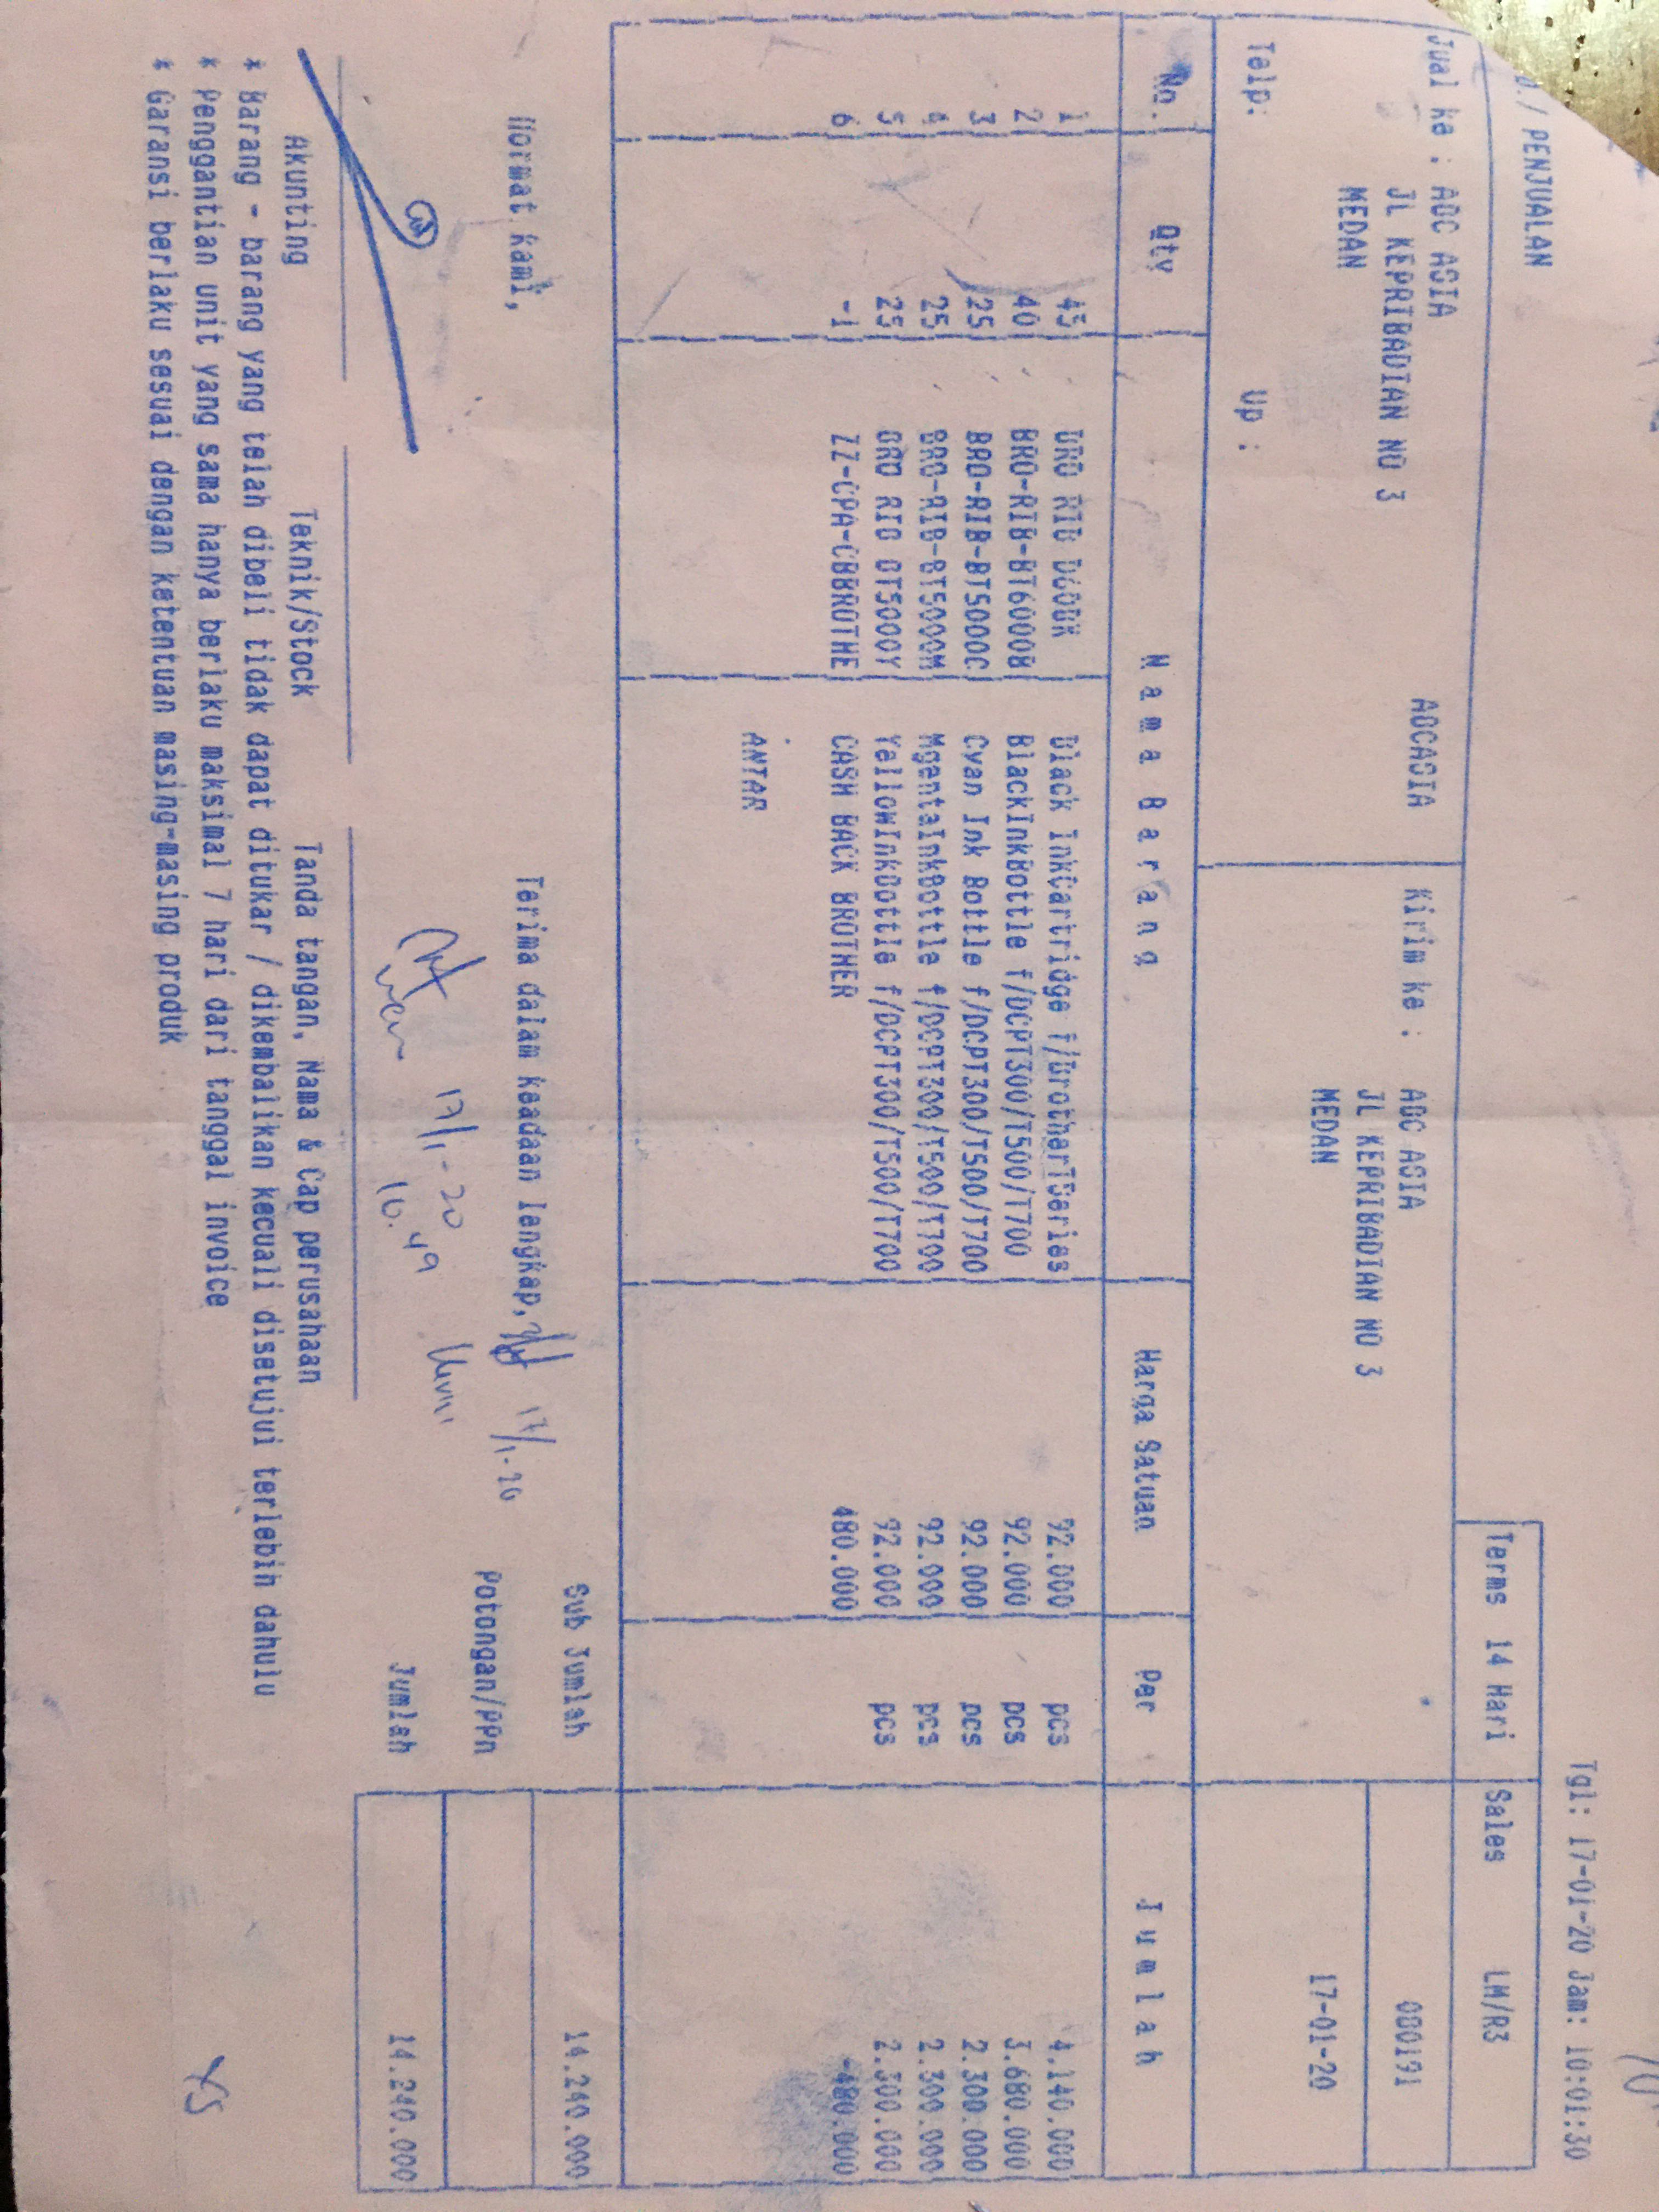 Tgl: 17-01-20 Jam: 10:01:30
/ PENJUALAN
Terms 14 Hari Sales LM/R3
Jual ke : ADC ASIA ADCASIA Kirim ke : ADC ASIA 080191
JL KEPRIBADIAN NO 3 JL KEPRIBADIAN NO 3
MEDAN MEDAN 17-01-20
Telp: Up :
No. Qty Nama Barang Harga Satuan Per Jumlah
1 45 BRO RIB D60BK Black InkCartridge f/BrotherTSeries 92.000 pcs 4.140.000
2 40 BRO-RIB-BT6000B BlackInkBottle f/DCPT300/T500/T700 92.000 pcs 3.680.000
3 25 BRO-RIB-BT5000C Cyan Ink Bottle f/DCPT300/T500/T700 92.000 pcs 2.300.000
4 25 BRO-RIB-BT5000M MgentaInkBottle f/DCPT300/T500/T700 92.000 pcs 2.300.000
5 25 BRO RIB BT5000Y YellowInkBottle f/DCPT300/T500/T700 92.000 pcs 2.300.000
6 -1 ZZ-CPA-CBBROTHE CASH BACK BROTHER 480.000 -480.000
ANTAR
Sub Jumlah 14.240.000
Hormat Kami, Terima dalam keadaan lengkap, 17/1-20
Potongan/PPn
17/1-20
10.49
Jumlah 14.240.000
Akunting Teknik/Stock Tanda tangan, Nama & Cap perusahaan
* Barang - barang yang telah dibeli tidak dapat ditukar / dikembalikan kecuali disetujui terlebih dahulu
* Penggantian unit yang sama hanya berlaku maksimal 7 hari dari tanggal invoice
* Garansi berlaku sesuai dengan ketentuan masing-masing produk